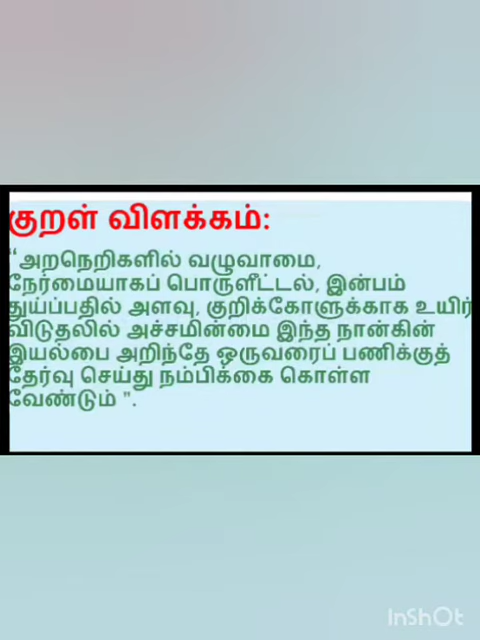 குறள் விளக்கம்:
“அறநெறிகளில் வழுவாமை,
நேர்மையாகப் பொருளீட்டல், இன்பம்
துய்ப்பதில் அளவு, குறிக்கோளுக்காக உயிர்
விடுதலில் அச்சமின்மை இந்த நான்கின்
இயல்பை அறிந்தே ஒருவரைப் பணிக்குத்
தேர்வு செய்து நம்பிக்கை கொள்ள
வேண்டும் ".
InShOt